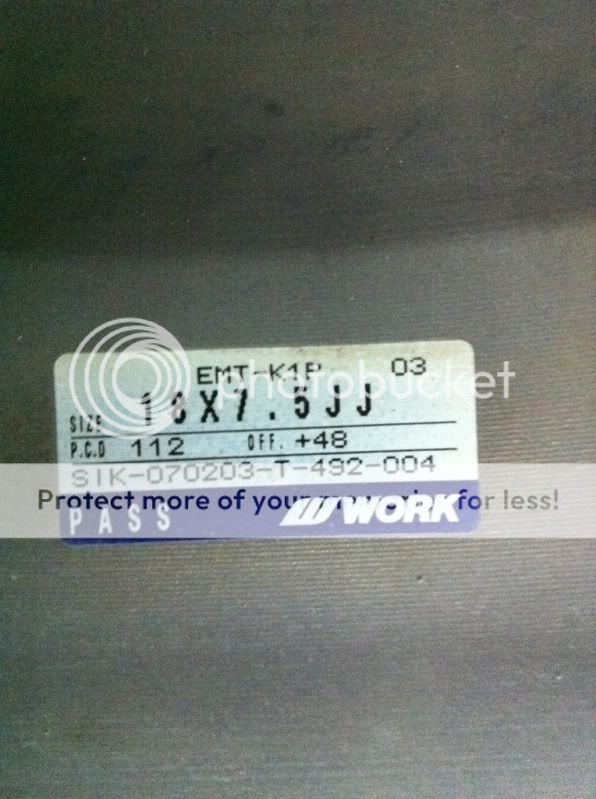 EMT-K1P 03
SIZE 18X7.5JJ
P.C.D 112 OFF. +48
SIK-070203-T-492-004
PASS WORK
photobucket
Protect more of your memories for less!